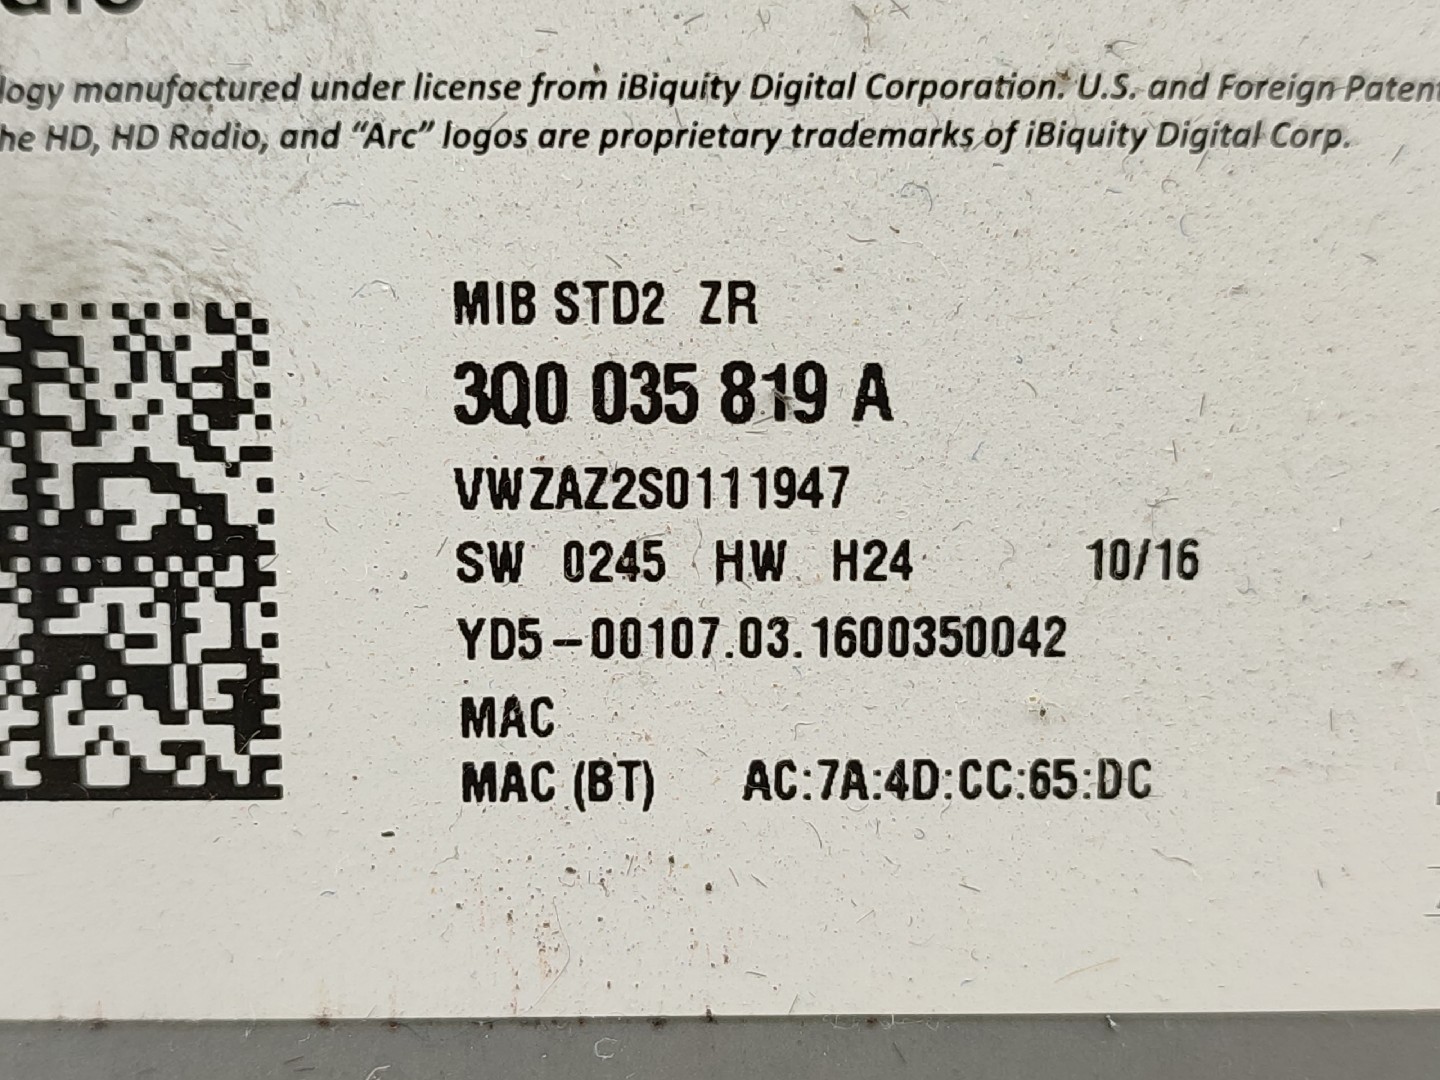 logy manufactured under license from iBiquity Digital Corporation. U.S. and Foreign Patent
he HD, HD Radio, and “Arc” logos are proprietary trademarks of iBiquity Digital Corp.
MIB STD2 ZR
3Q0 035 819 A
VWZAZ2S0111947
SW 0245 HW H24 10/16
YD5-00107.03.1600350042
MAC
MAC (BT) AC:7A:4D:CC:65:DC